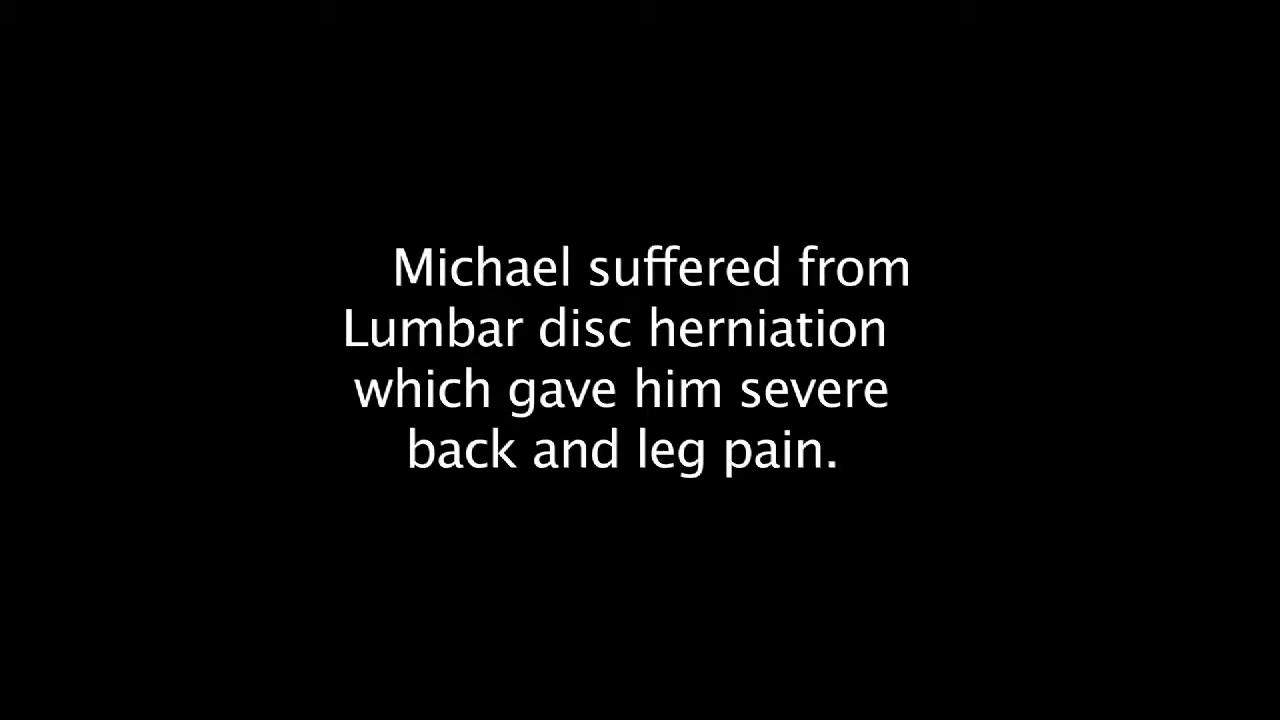 Michael suffered from
Lumbar disc herniation
which gave him severe
back and leg pain.